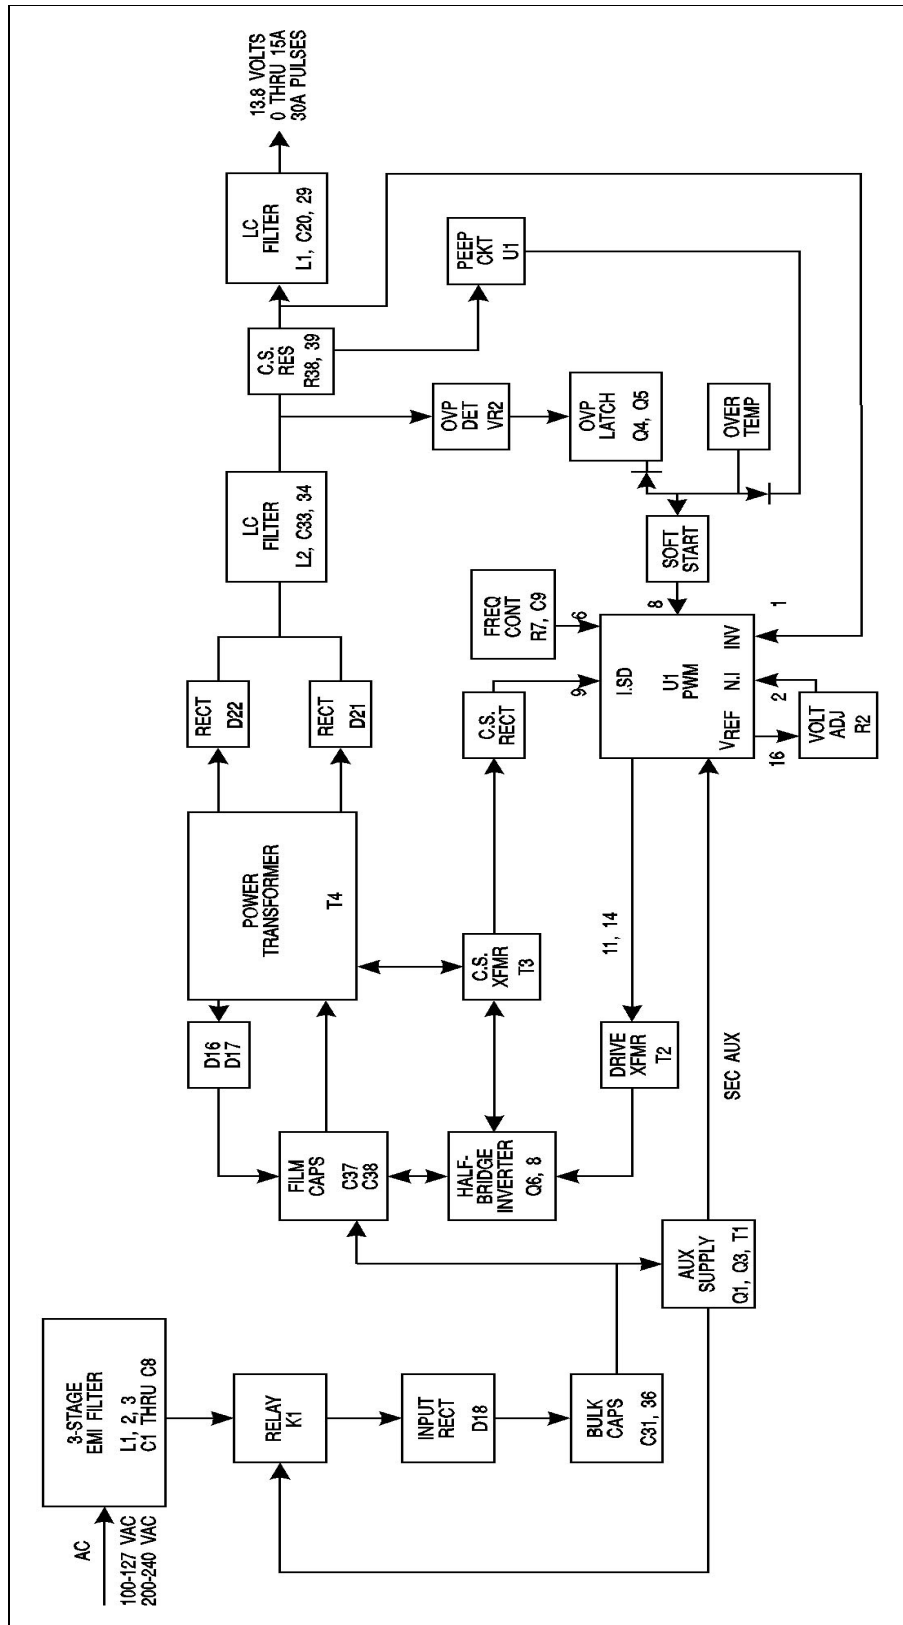 AC
100-127 VAC
200-240 VAC
3-STAGE
EMI FILTER
L1, 2, 3
C1 THRU C8
RELAY
K1
INPUT
RECT
D18
BULK
CAPS
C31, 36
AUX
SUPPLY
Q1, Q3, T1
SEC AUX
FILM
CAPS
C37
C38
HALF-
BRIDGE
INVERTER
Q6, 8
D16
D17
DRIVE
XFMR
T2
11, 14
POWER
TRANSFORMER
T4
C.S.
XFMR
T3
RECT
D22
RECT
D21
C.S.
RECT
9
I.SD
U1
PWM
VREF
N.I
INV
16
2
1
6
8
VOLT
ADJ
R2
FREQ
CONT
R7, C9
SOFT
START
LC
FILTER
L2, C33, 34
OVP
DET
VR2
OVP
LATCH
Q4, Q5
OVER
TEMP
C.S.
RES
R38, 39
PEEP
CKT
U1
LC
FILTER
L1, C20, 29
13.8 VOLTS
0 THRU 15A
30A PULSES